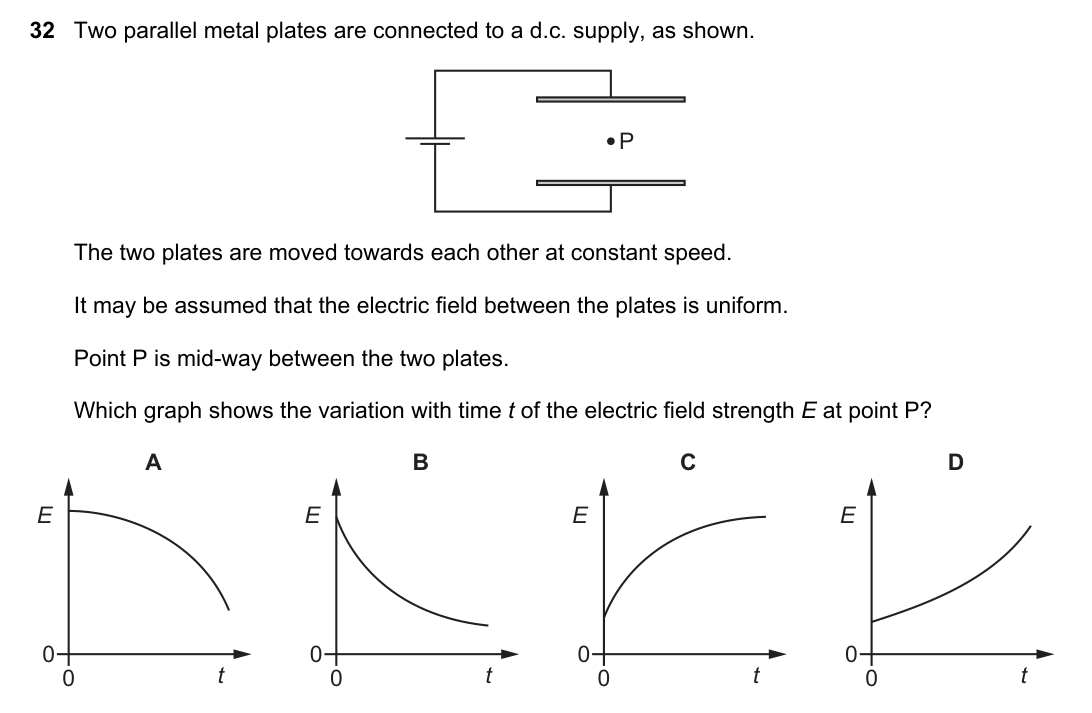 32 Two parallel metal plates are connected to a d.c. supply, as shown.
P
The two plates are moved towards each other at constant speed.
It may be assumed that the electric field between the plates is uniform.
Point P is mid-way between the two plates.
Which graph shows the variation with time t of the electric field strength E at point P?
A B C D
E E E E
0 0 0 0
0 t 0 t 0 t 0 t